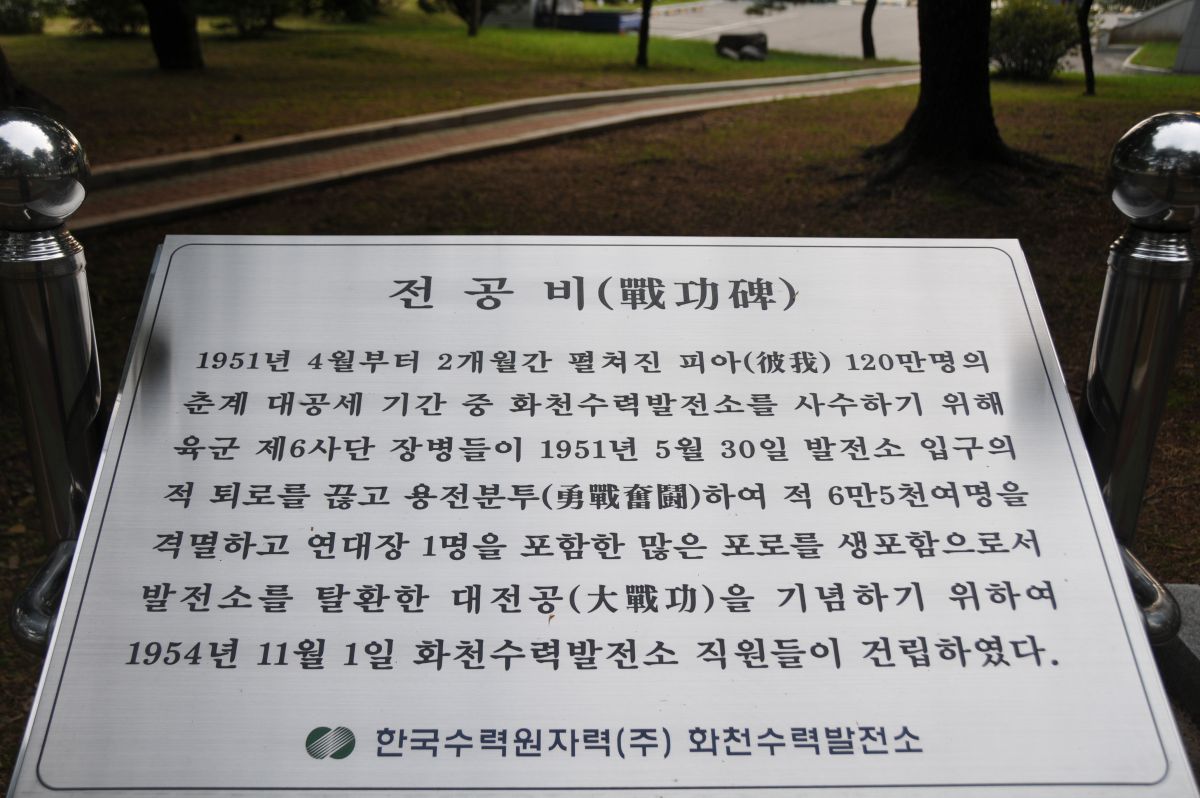 전 공 비(戰功碑)
1951년 4월부터 2개월간 펼쳐진 피아(彼我) 120만명의
춘계 대공세 기간 중 화천수력발전소를 사수하기 위해
육군 제6사단 장병들이 1951년 5월 30일 발전소 입구의
적 퇴로를 끊고 용전분투(勇戰奮鬪)하여 적 6만5천여명을
격멸하고 연대장 1명을 포함한 많은 포로를 생포함으로서
발전소를 탈환한 대전공(大戰功)을 기념하기 위하여
1954년 11월 1일 화천수력발전소 직원들이 건립하였다.
한국수력원자력(주) 화천수력발전소